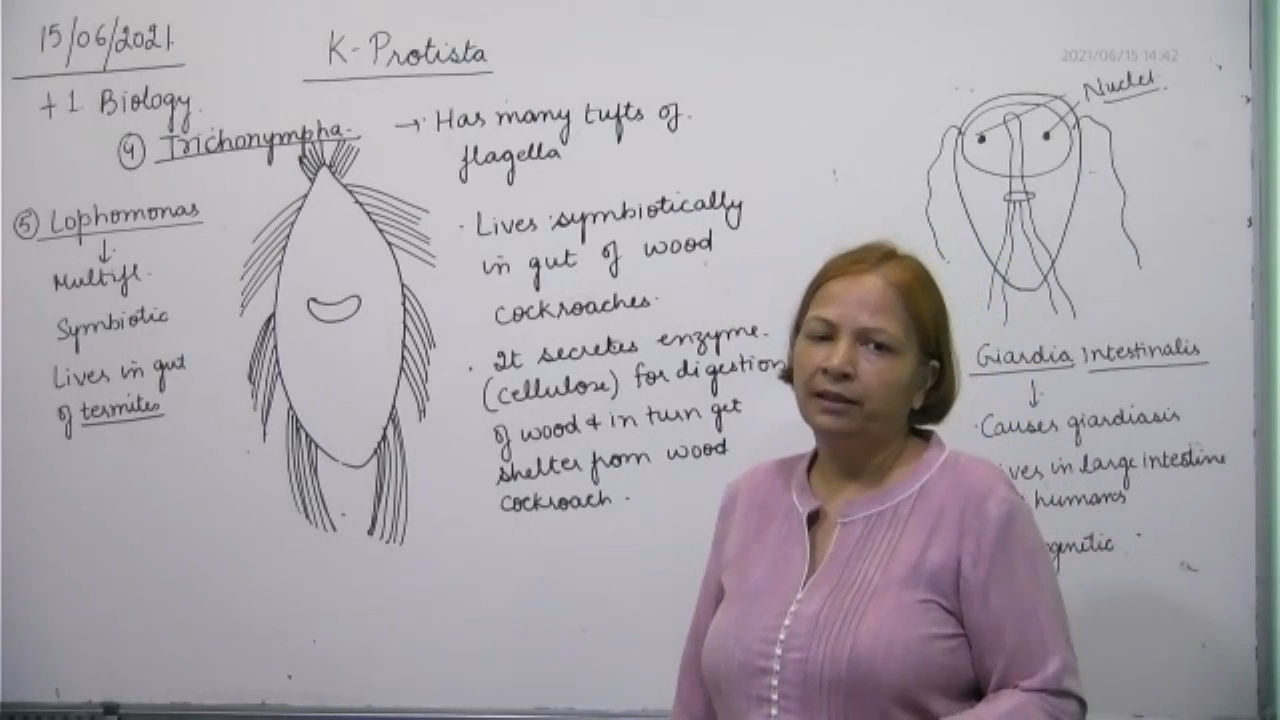 15/06/2021.
K-Protista
2021/06/15 14:42
+1 Biology.
4 Trichonympha.
→ Has many tufts of
flagella
Nuclei
5 Lophomonas
↓
Multifl.
Symbiotic
Lives in gut
of termites
. Lives symbiotically
in gut of wood
cockroaches.
. It secretes enzyme.
(cellulose) for digestion
of wood & in turn get
shelter from wood
cockroach.
Giardia intestinalis
↓
. Causes giardiasis
in large intestine
humans